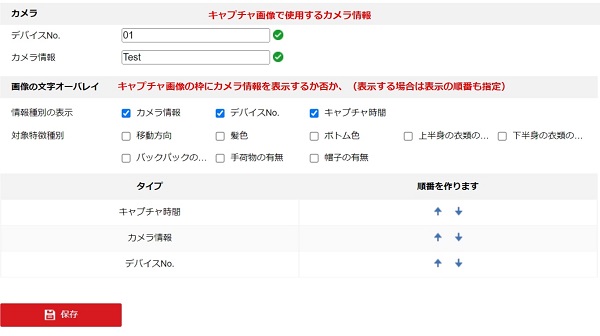 カメラ キャプチャ画像で使用するカメラ情報
デバイスNo. 01
カメラ情報 Test
画像の文字オーバレイ キャプチャ画像の枠にカメラ情報を表示するか否か、（表示する場合は表示の順番も指定）
情報種別の表示 カメラ情報 デバイスNo. キャプチャ時間
対象特徴種別 移動方向 髪色 ボトム色 上半身の衣類の... 下半身の衣類の...
バックパックの... 手荷物の有無 帽子の有無
タイプ 順番を作ります
キャプチャ時間
カメラ情報
デバイスNo.
保存